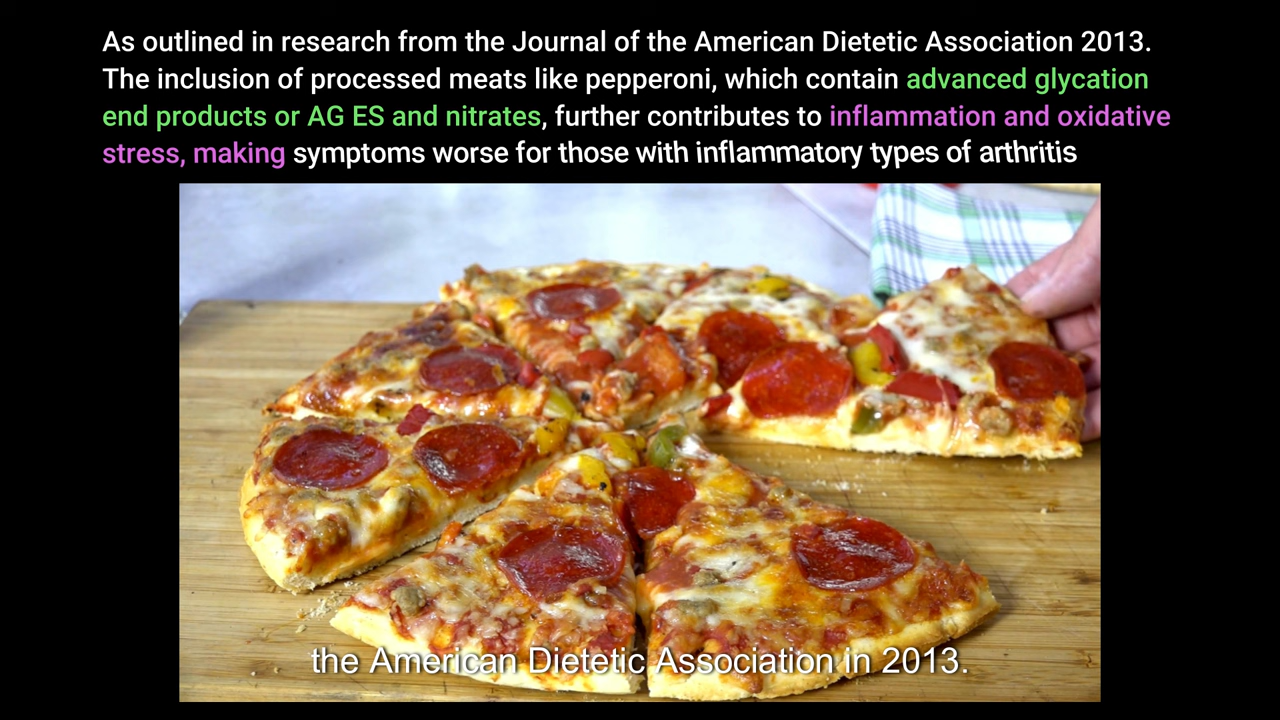 As outlined in research from the Journal of the American Dietetic Association 2013.
The inclusion of processed meats like pepperoni, which contain advanced glycation
end products or AG ES and nitrates, further contributes to inflammation and oxidative
stress, making symptoms worse for those with inflammatory types of arthritis
the American Dietetic Association in 2013.